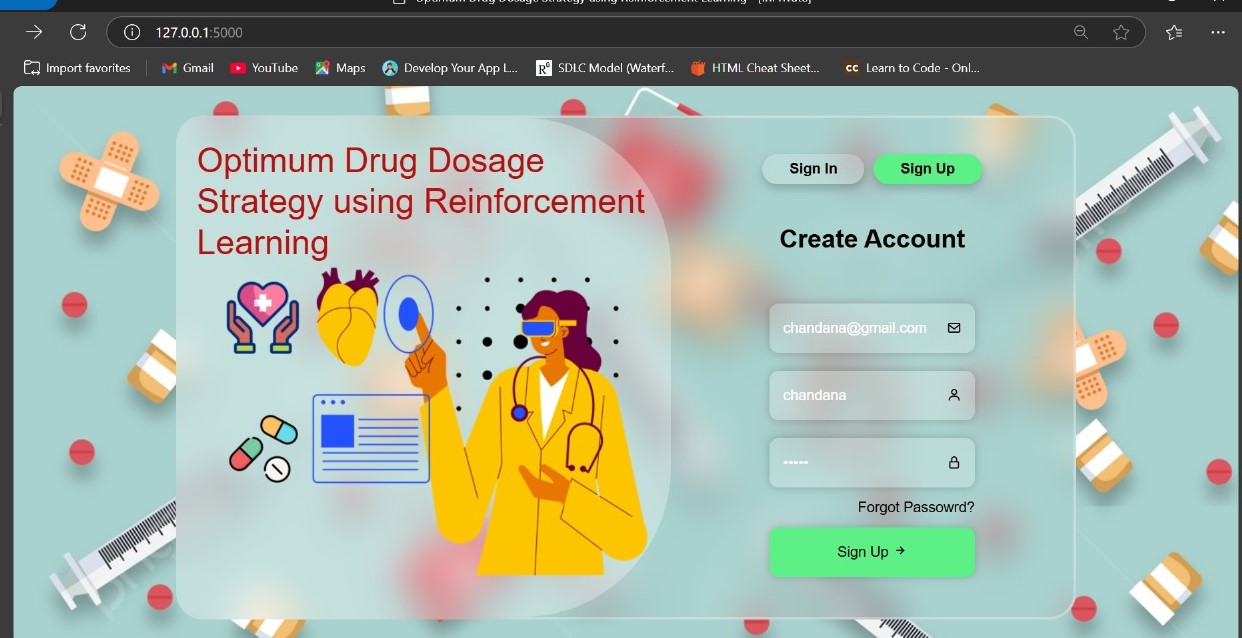 Optimum Drug Dosage Strategy using Reinforcement Learning - [InPrivate]
127.0.0.1:5000
Import favorites
Gmail
YouTube
Maps
Develop Your App L...
SDLC Model (Waterf...
HTML Cheat Sheet...
Learn to Code - Onl...
Optimum Drug Dosage
Strategy using Reinforcement
Learning
Sign In
Sign Up
Create Account
chandana@gmail.com
chandana
Forgot Passowrd?
Sign Up →